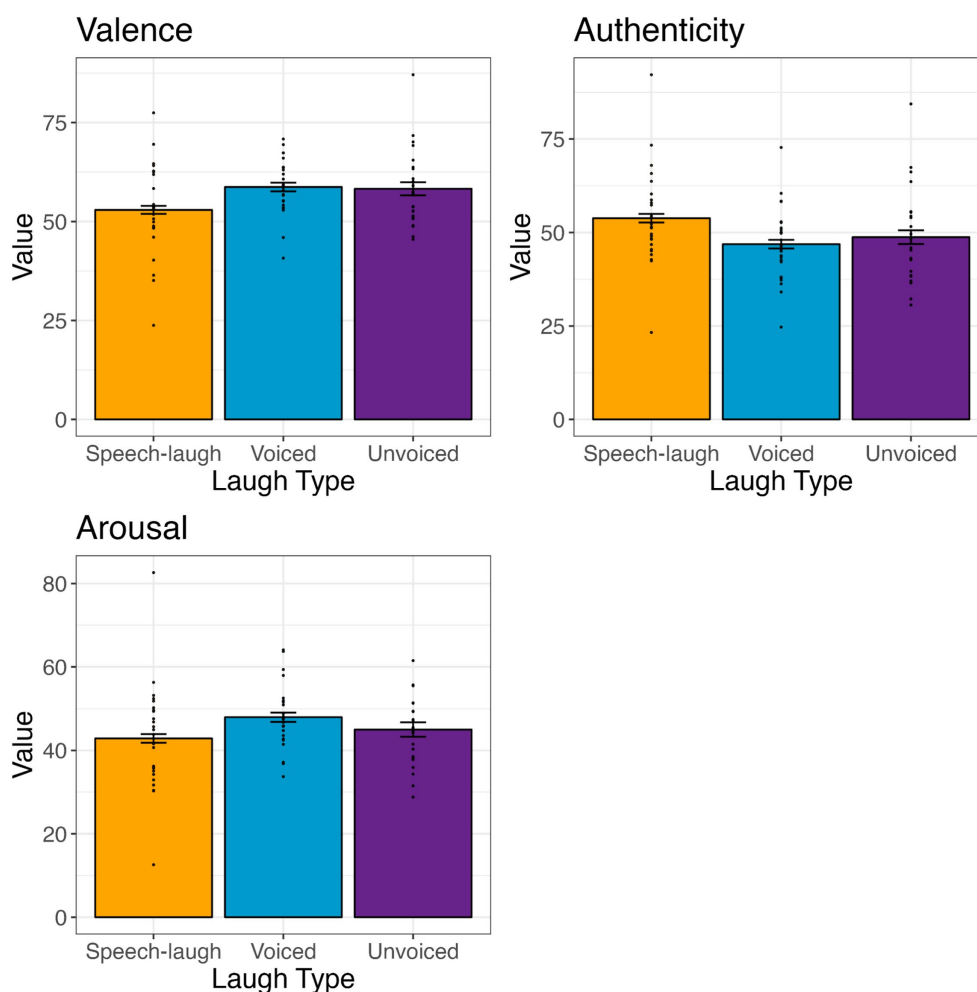 Valence
Value
75
50
25
0
Speech-laugh Voiced Unvoiced
Laugh Type
Authenticity
Value
75
50
25
0
Speech-laugh Voiced Unvoiced
Laugh Type
Arousal
Value
80
60
40
20
0
Speech-laugh Voiced Unvoiced
Laugh Type